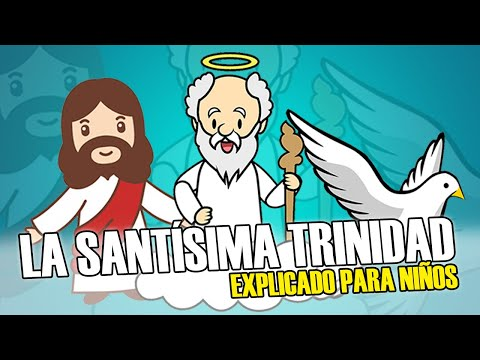 LA SANTÍSIMA TRINIDAD
EXPLICADO PARA NIÑOS